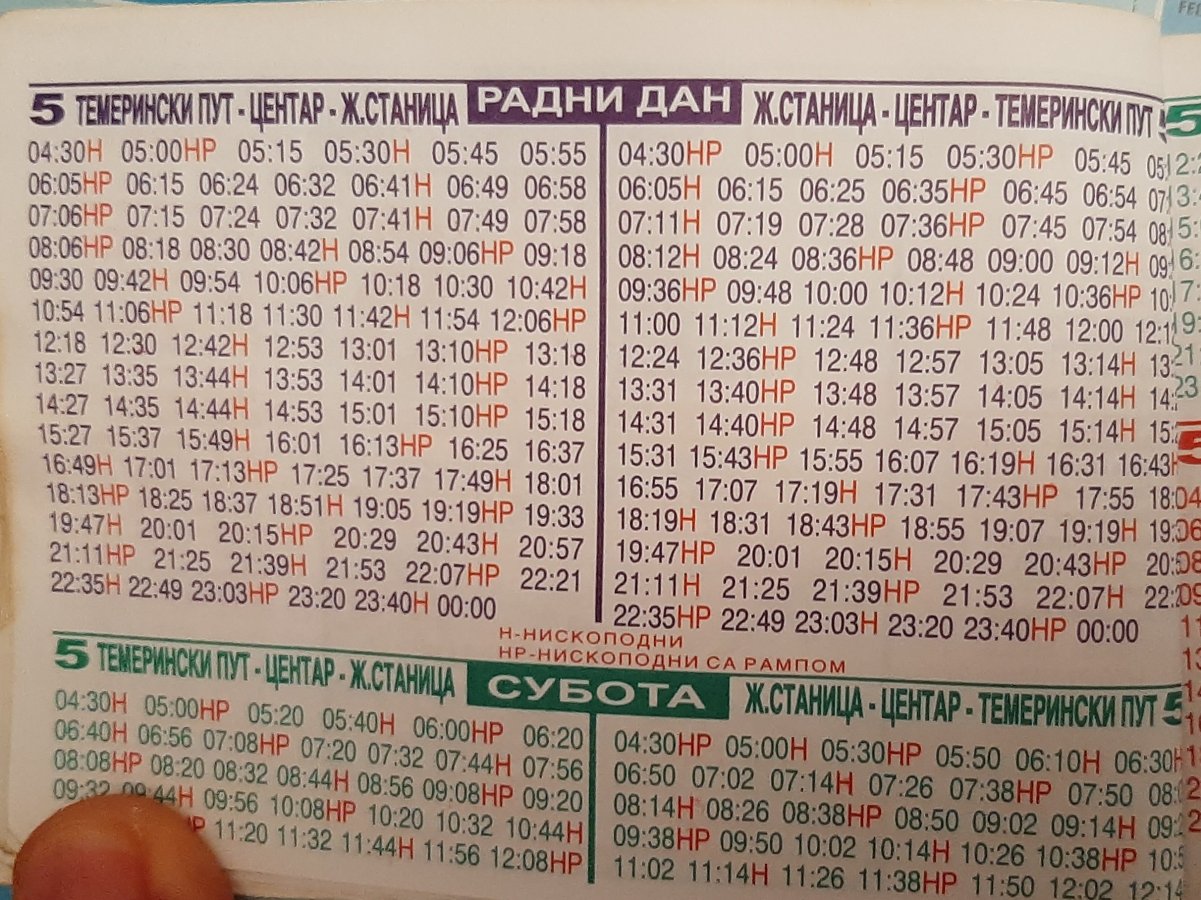 5 ТЕМЕРИНСКИ ПУТ - ЦЕНТАР - Ж.СТАНИЦА
РАДНИ ДАН
Ж.СТАНИЦА - ЦЕНТАР - ТЕМЕРИНСКИ ПУТ 5
04:30Н 05:00НР 05:15 05:30Н 05:45 05:55
06:05НР 06:15 06:24 06:32 06:41Н 06:49 06:58
07:06НР 07:15 07:24 07:32 07:41Н 07:49 07:58
08:06НР 08:18 08:30 08:42Н 08:54 09:06НР 09:18
09:30 09:42Н 09:54 10:06НР 10:18 10:30 10:42Н
10:54 11:06НР 11:18 11:30 11:42Н 11:54 12:06НР
12:18 12:30 12:42Н 12:53 13:01 13:10НР 13:18
13:27 13:35 13:44Н 13:53 14:01 14:10НР 14:18
14:27 14:35 14:44Н 14:53 15:01 15:10НР 15:18
15:27 15:37 15:49Н 16:01 16:13НР 16:25 16:37
16:49Н 17:01 17:13НР 17:25 17:37 17:49Н 18:01
18:13НР 18:25 18:37 18:51Н 19:05 19:19НР 19:33
19:47Н 20:01 20:15НР 20:29 20:43Н 20:57
21:11НР 21:25 21:39Н 21:53 22:07НР 22:21
22:35Н 22:49 23:03НР 23:20 23:40Н 00:00
04:30НР 05:00Н 05:15 05:30НР 05:45
06:05Н 06:15 06:25 06:35НР 06:45 06:54
07:11Н 07:19 07:28 07:36НР 07:45 07:54
08:12Н 08:24 08:36НР 08:48 09:00 09:12Н
09:36НР 09:48 10:00 10:12Н 10:24 10:36НР
11:00 11:12Н 11:24 11:36НР 11:48 12:00
12:24 12:36НР 12:48 12:57 13:05 13:14Н
13:31 13:40НР 13:48 13:57 14:05 14:14Н
14:31 14:40НР 14:48 14:57 15:05 15:14Н
15:31 15:43НР 15:55 16:07 16:19Н 16:31 16:43Н
16:55 17:07 17:19Н 17:31 17:43НР 17:55
18:19Н 18:31 18:43НР 18:55 19:07 19:19Н
19:47НР 20:01 20:15Н 20:29 20:43НР
21:11Н 21:25 21:39НР 21:53 22:07Н
22:35НР 22:49 23:03Н 23:20 23:40НР 00:00
Н-НИСКОПОДНИ
НР-НИСКОПОДНИ СА РАМПОМ
5 ТЕМЕРИНСКИ ПУТ - ЦЕНТАР - Ж.СТАНИЦА
СУБОТА
Ж.СТАНИЦА - ЦЕНТАР - ТЕМЕРИНСКИ ПУТ 5
04:30Н 05:00НР 05:20 05:40Н 06:00НР 06:20
06:40Н 06:56 07:08НР 07:20 07:32 07:44Н 07:56
08:08НР 08:20 08:32 08:44Н 08:56 09:08НР 09:20
09:32 09:44Н 09:56 10:08НР 10:20 10:32 10:44Н
11:20 11:32 11:44Н 11:56 12:08НР
04:30НР 05:00Н 05:30НР 05:50 06:10Н 06:30Н
06:50 07:02 07:14Н 07:26 07:38НР 07:50
08:14Н 08:26 08:38НР 08:50 09:02 09:14Н
09:38НР 09:50 10:02 10:14Н 10:26 10:38НР
11:02 11:14Н 11:26 11:38НР 11:50 12:02